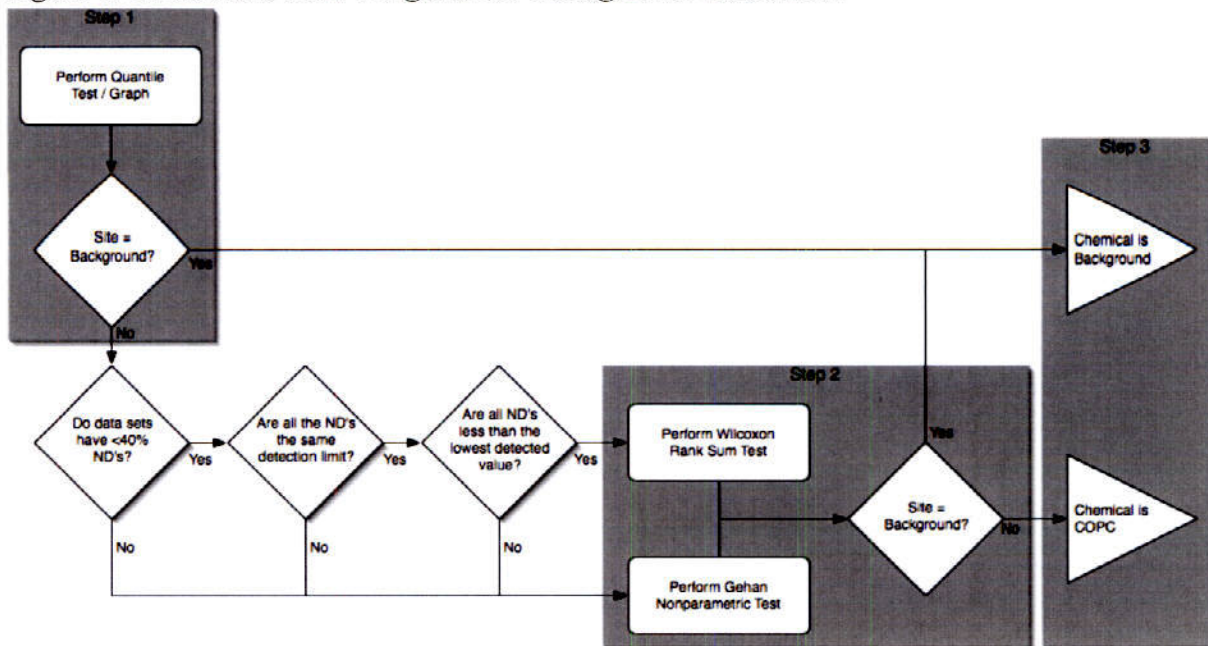 Step 1
Perform Quantile
Test / Graph
Site =
Background?
Yes
No
Step 3
Chemical is
Background
Do data sets
have <40%
ND's?
Yes
No
Are all the ND's
the same
detection limit?
Yes
No
Are all ND's
less than the
lowest detected
value?
Yes
No
Step 2
Perform Wilcoxon
Rank Sum Test
Perform Gehan
Nonparametric Test
Site =
Background?
Yes
No
Chemical is
COPC